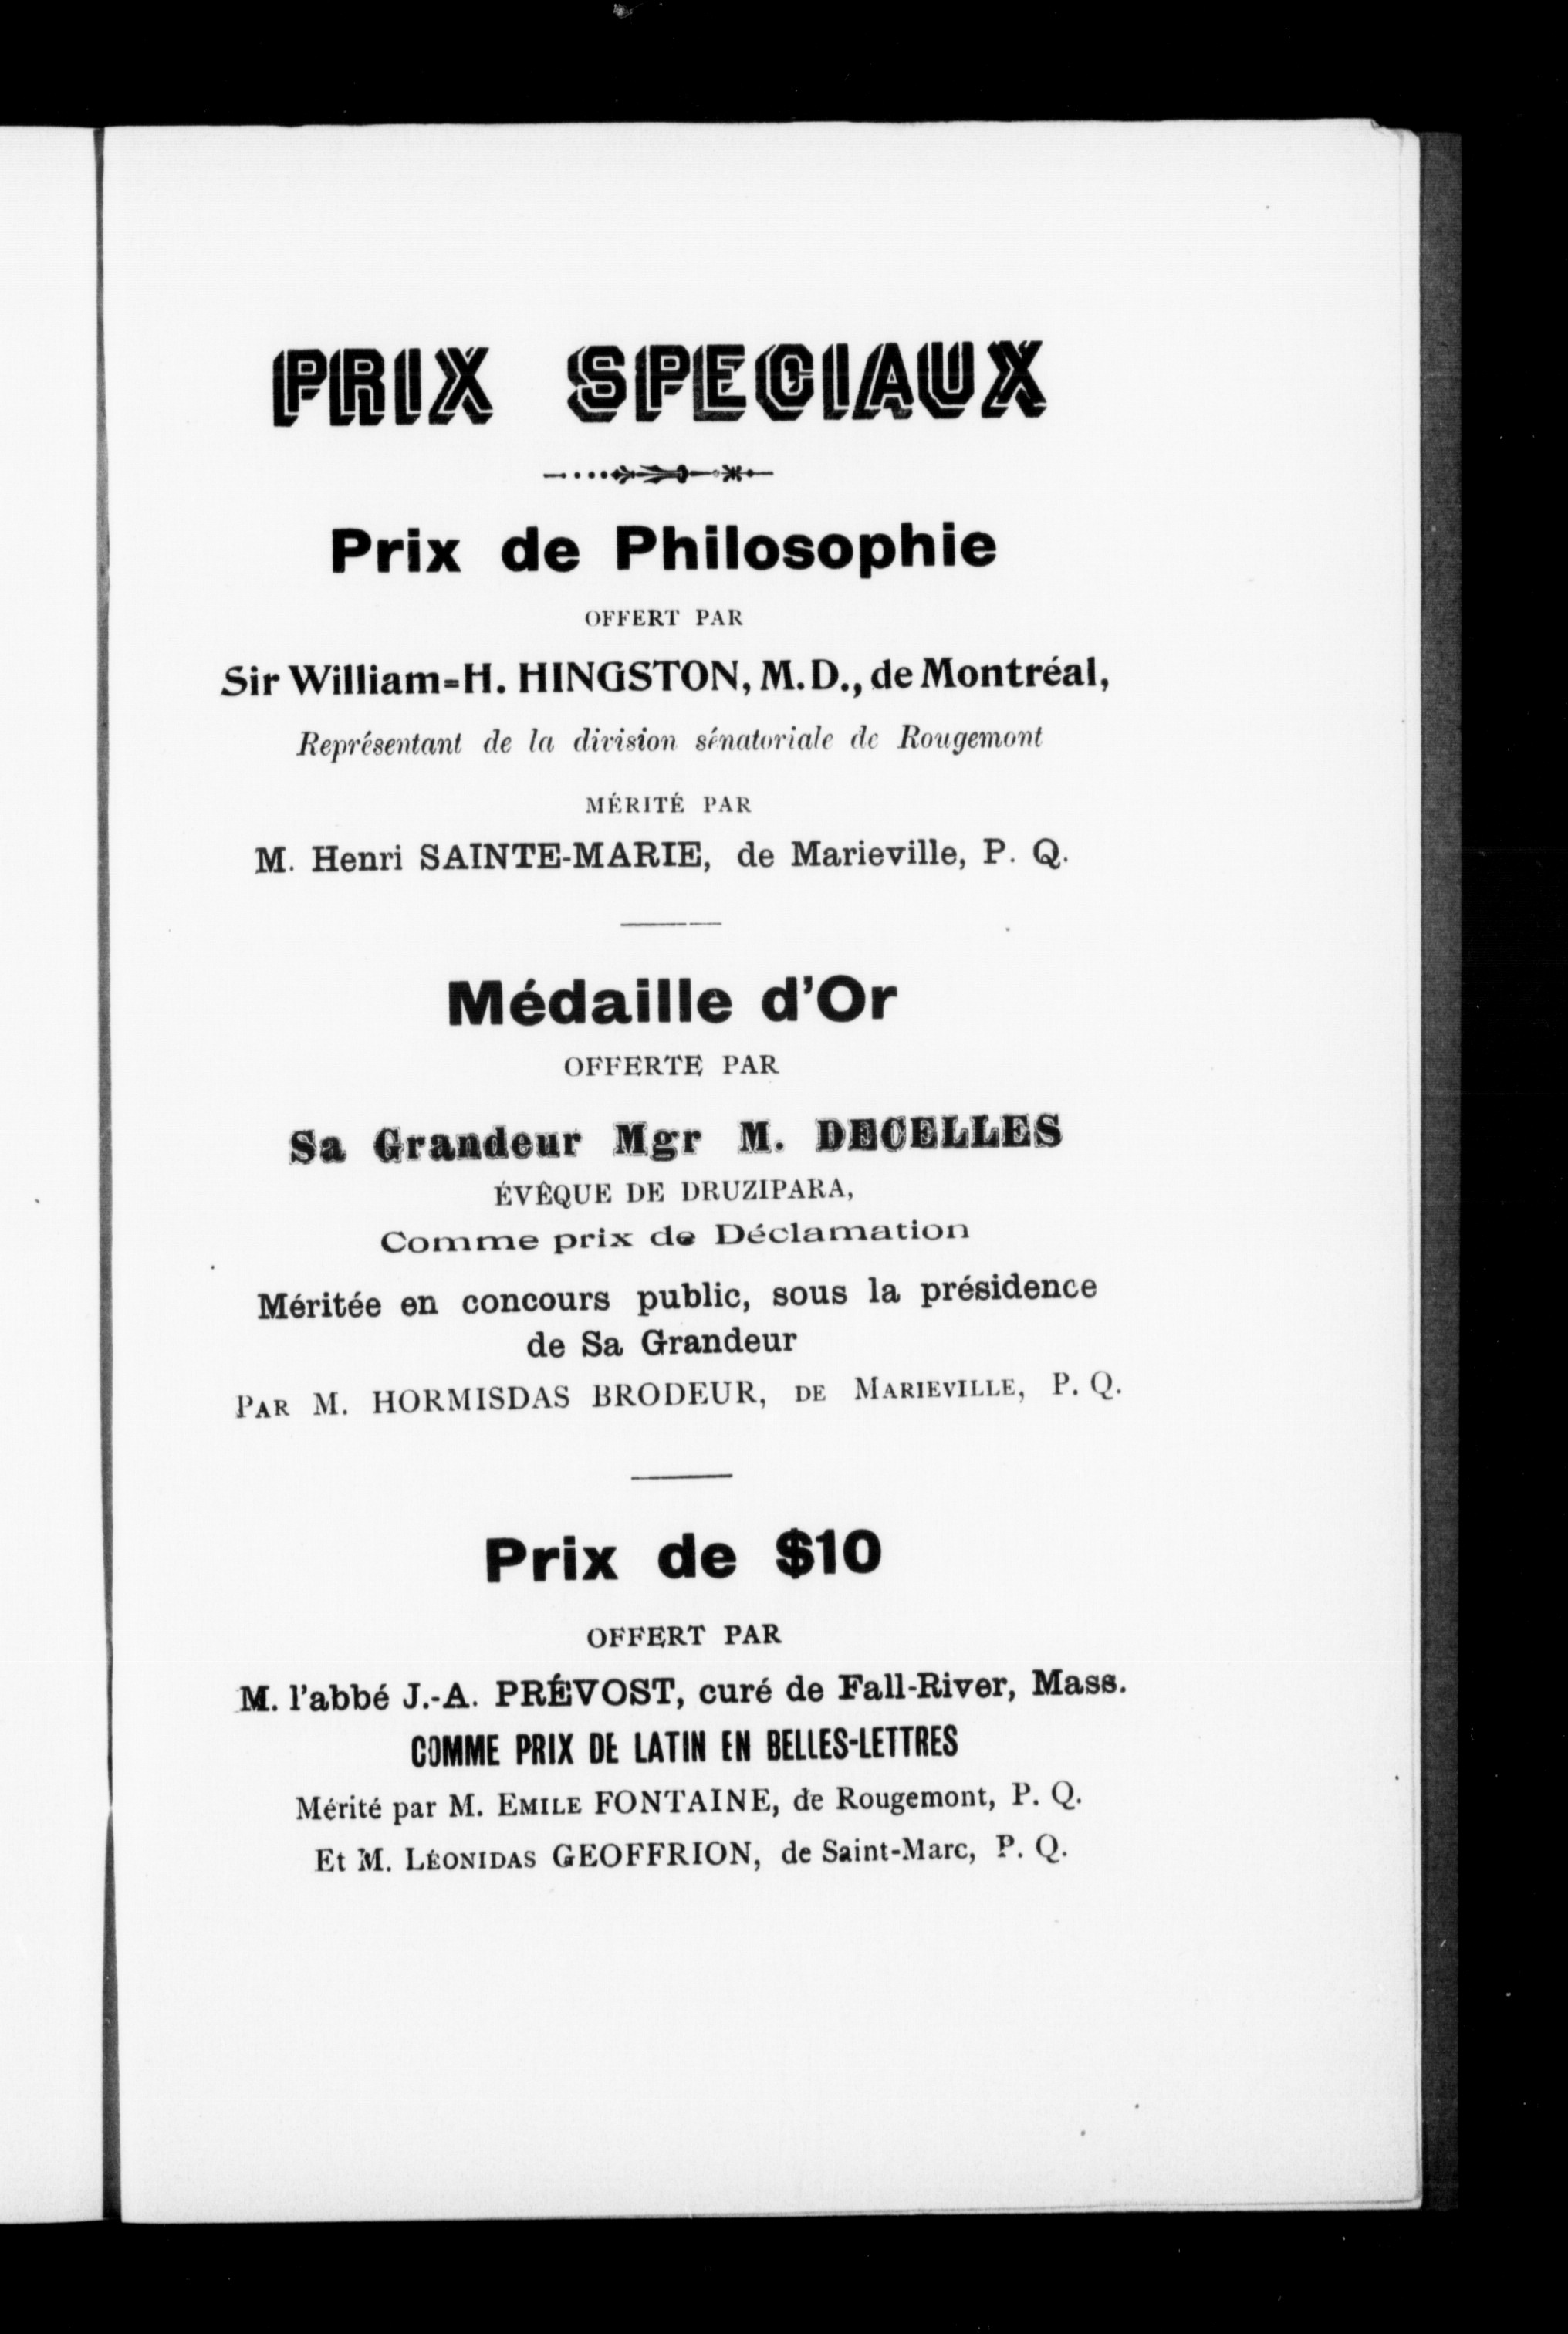 PRIX SPECIAUX
Prix de Philosophie
OFFERT PAR
Sir William-H. HINGSTON, M.D., de Montréal,
Représentant de la division sénatoriale de Rougemont
MÉRITÉ PAR
M. Henri SAINTE-MARIE, de Marieville, P. Q.
Médaille d'Or
OFFERTE PAR
Sa Grandeur Mgr M. DECELLES
ÉVÊQUE DE DRUZIPARA,
Comme prix de Déclamation
Méritée en concours public, sous la présidence
de Sa Grandeur
PAR M. HORMISDAS BRODEUR, DE MARIEVILLE, P. Q.
Prix de $10
OFFERT PAR
M. l'abbé J.-A. PRÉVOST, curé de Fall-River, Mass.
COMME PRIX DE LATIN EN BELLES-LETTRES
Mérité par M. EMILE FONTAINE, de Rougemont, P. Q.
Et M. LÉONIDAS GEOFFRION, de Saint-Marc, P. Q.